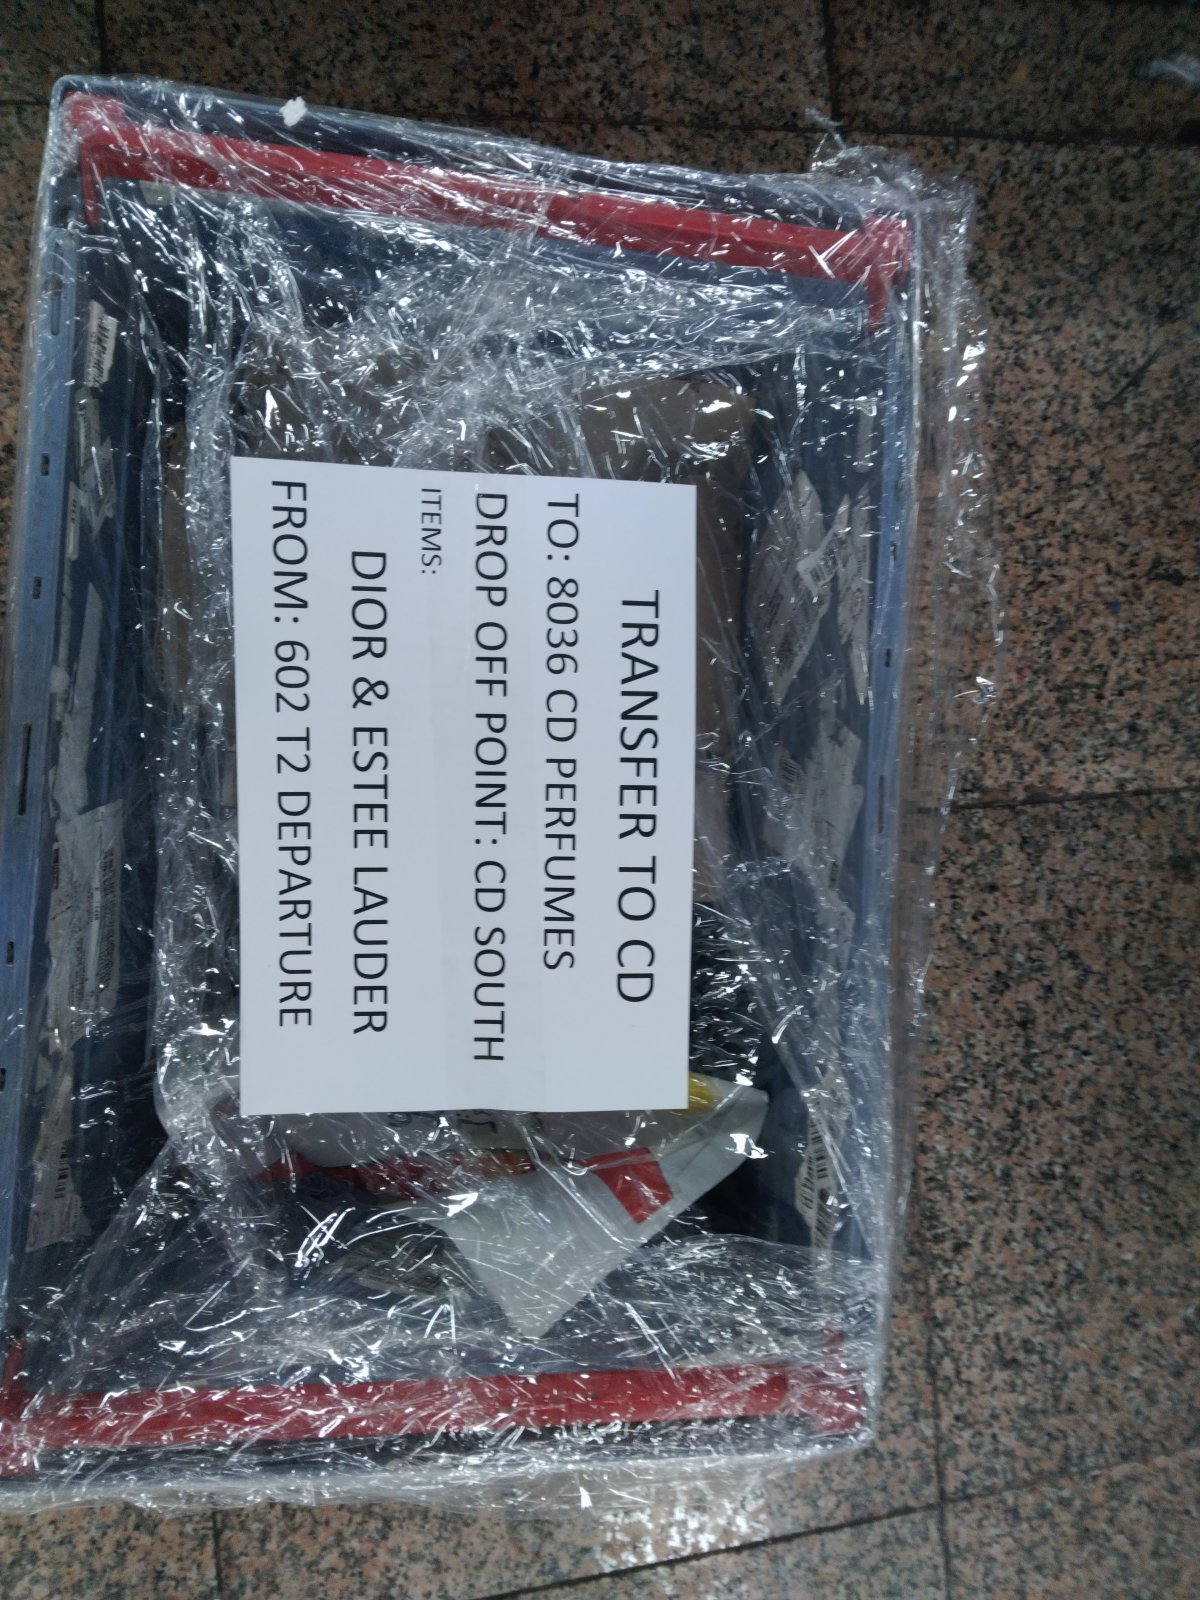 TRANSFER TO CD
TO: 8036 CD PERFUMES
DROP OFF POINT: CD SOUTH
ITEMS:
DIOR & ESTEE LAUDER
FROM: 602 T2 DEPARTURE